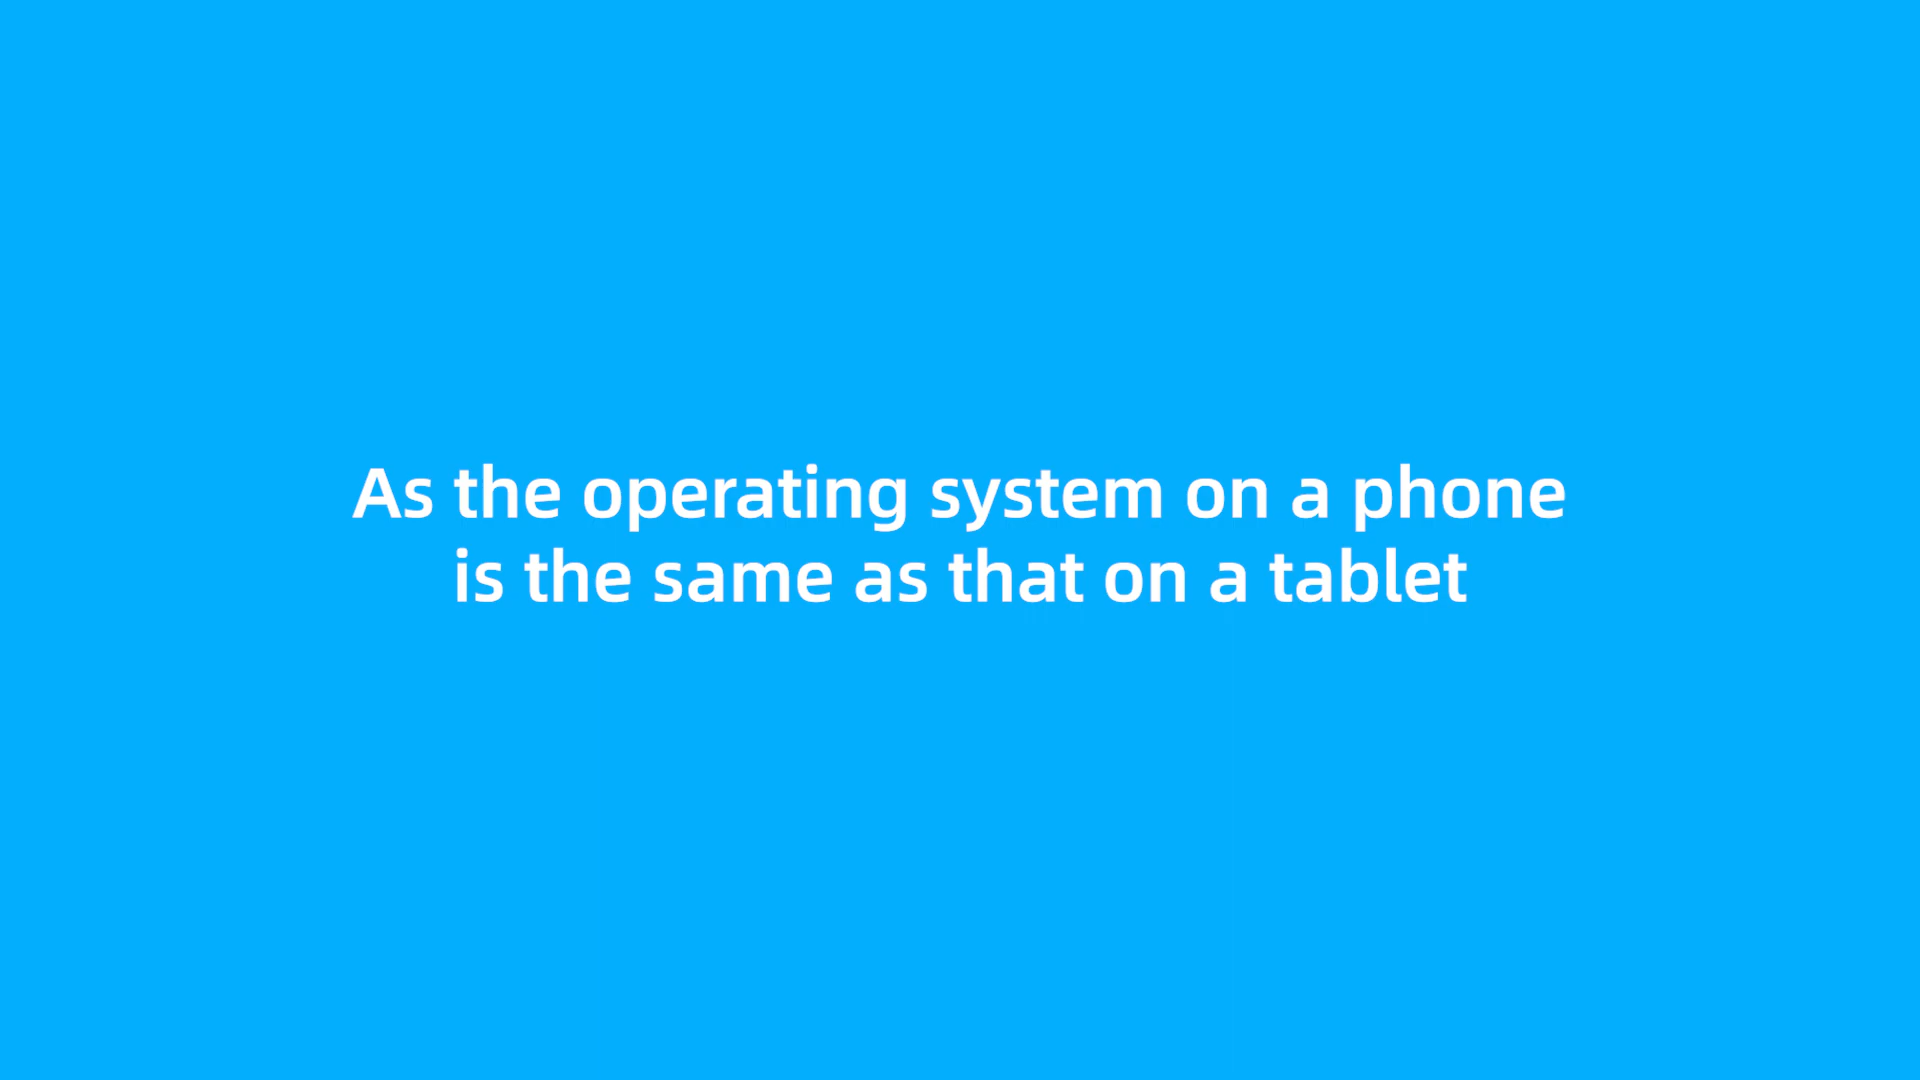 As the operating system on a phone
is the same as that on a tablet